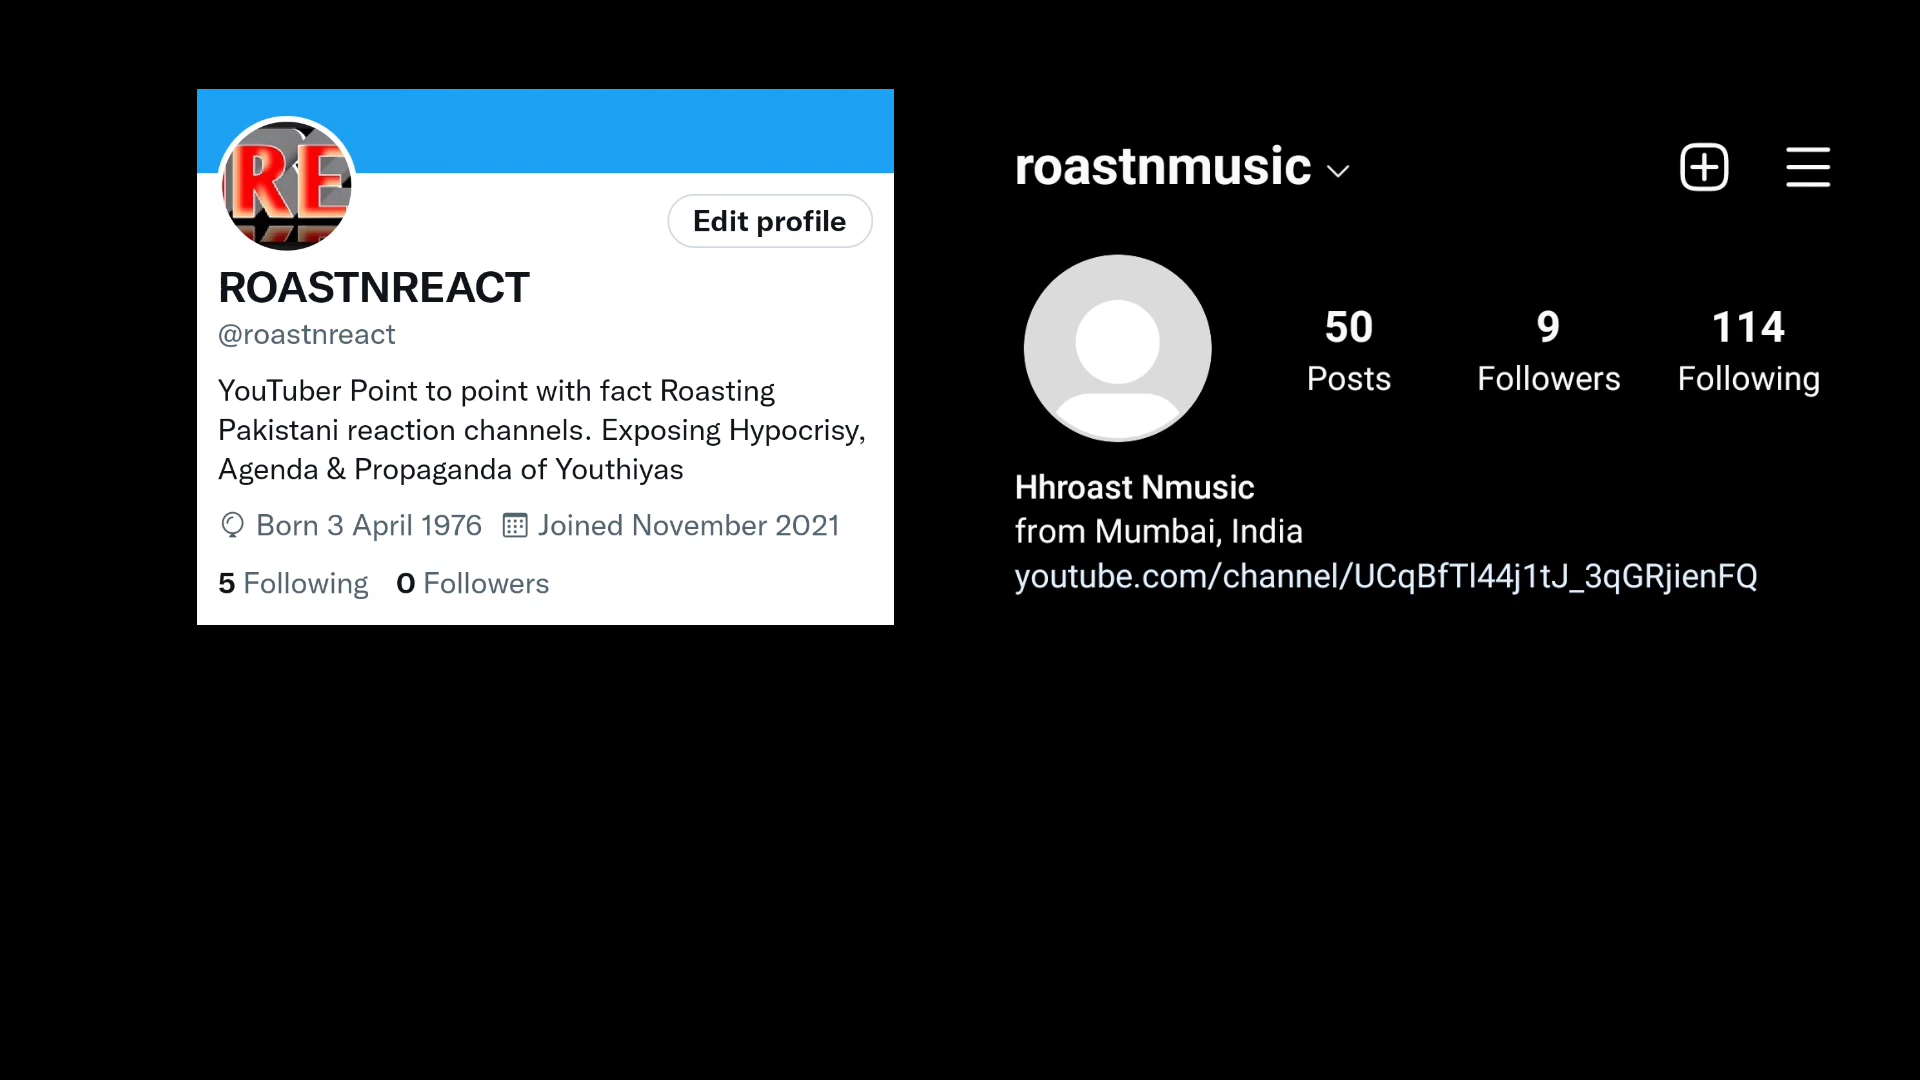 RE
Edit profile
ROASTNREACT
@roastnreact
YouTuber Point to point with fact Roasting
Pakistani reaction channels. Exposing Hypocrisy,
Agenda & Propaganda of Youthiyas
Born 3 April 1976 Joined November 2021
5 Following 0 Followers
roastnmusic
50 9 114
Posts Followers Following
Hhroast Nmusic
from Mumbai, India
youtube.com/channel/UCqBfTl44j1tJ_3qGRjienFQ